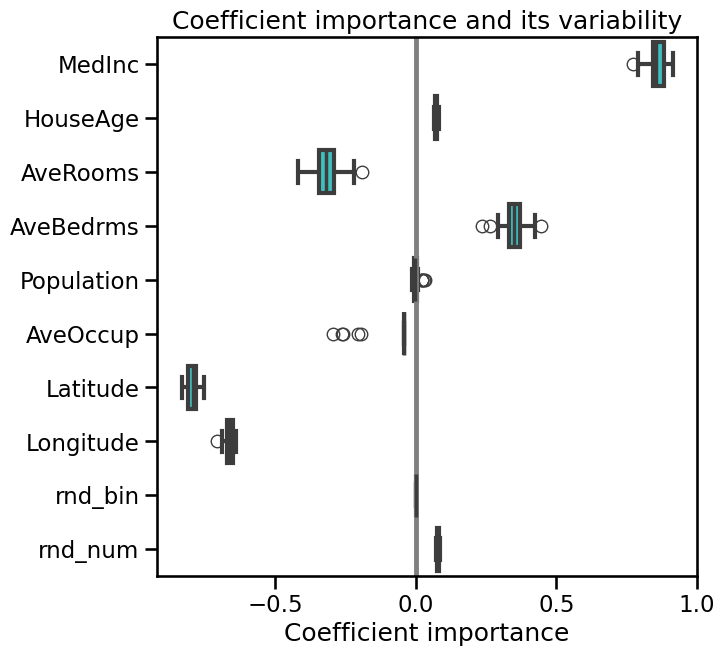 Coefficient importance and its variability
MedInc
HouseAge
AveRooms
AveBedrms
Population
AveOccup
Latitude
Longitude
rnd_bin
rnd_num
−0.5 0.0 0.5 1.0
Coefficient importance